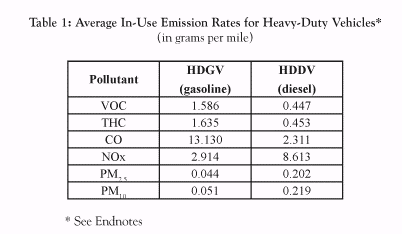 Table 1: Average In-Use Emission Rates for Heavy-Duty Vehicles*
(in grams per mile)
Pollutant HDGV (gasoline) HDDV (diesel)
VOC 1.586 0.447
THC 1.635 0.453
CO 13.130 2.311
NOx 2.914 8.613
PM2.5 0.044 0.202
PM10 0.051 0.219
* See Endnotes